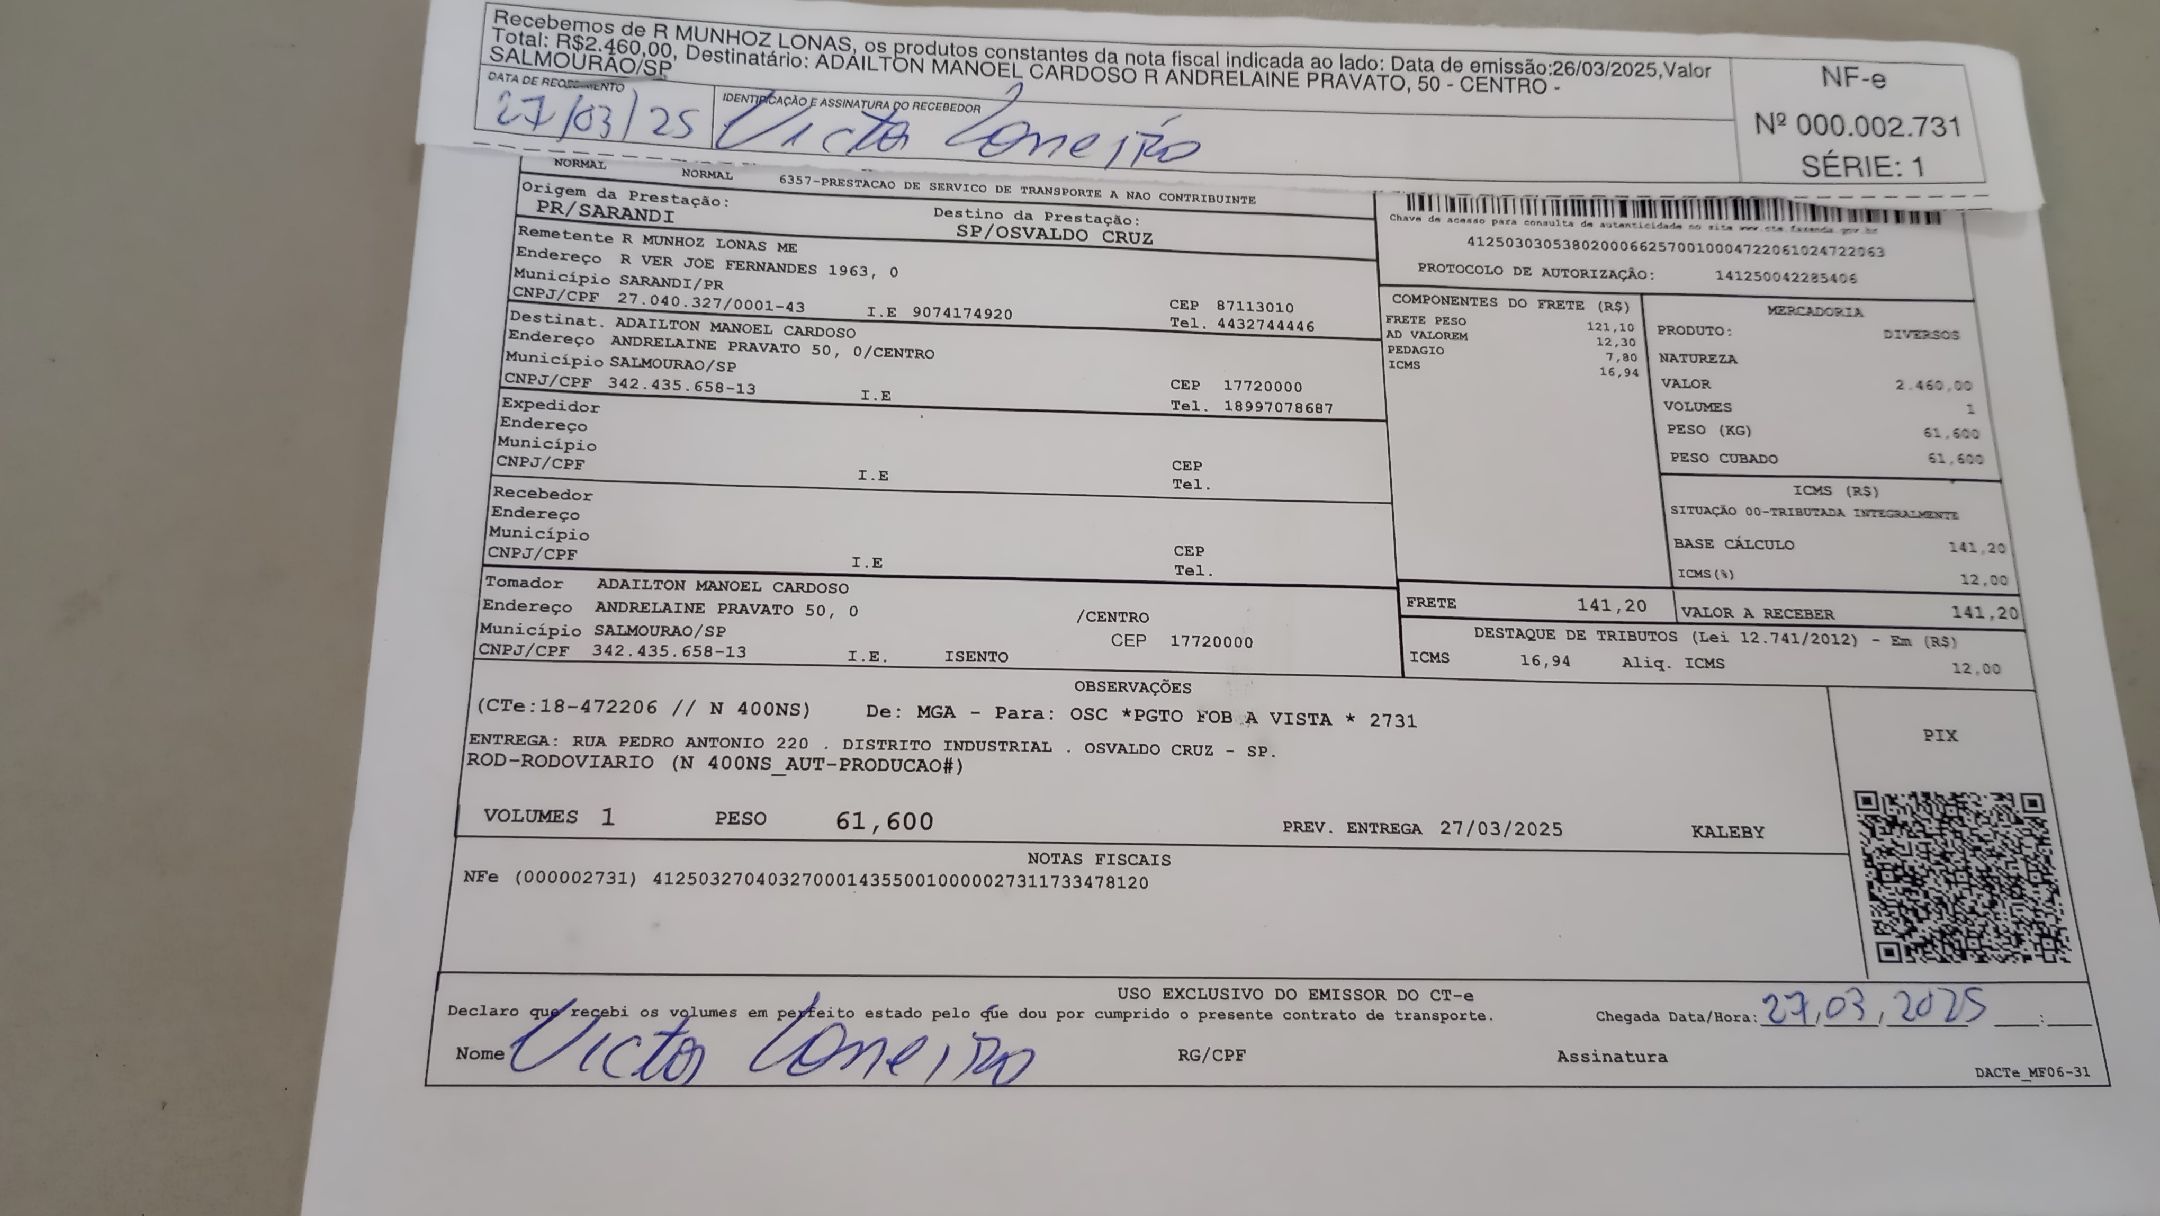 Recebemos de R MUNHOZ LONAS, os produtos constantes da nota fiscal indicada ao lado: Data de emissão:26/03/2025,Valor
Total: R$2.460,00, Destinatário: ADAILTON MANOEL CARDOSO R ANDRELAINE PRAVATO, 50 - CENTRO -
SALMOURAO/SP
DATA DE RECEBIMENTO
27/03/25
IDENTIFICAÇÃO E ASSINATURA DO RECEBEDOR
Victor
NF-e
Nº 000.002.731
SÉRIE: 1
NORMAL NORMAL 6357-PRESTACAO DE SERVICO DE TRANSPORTE A NAO CONTRIBUINTE
Origem da Prestação:
PR/SARANDI
Destino da Prestação:
SP/OSVALDO CRUZ
Chave de acesso para consulta de autenticidade no site www.cte.fazenda.gov.br
41250303053802000662570010004722061024722063
PROTOCOLO DE AUTORIZAÇÃO: 141250042285406
Remetente R MUNHOZ LONAS ME
Endereço R VER JOE FERNANDES 1963, 0
Município SARANDI/PR
CNPJ/CPF 27.040.327/0001-43 I.E 9074174920
CEP 87113010
Tel. 4432744446
Destinat. ADAILTON MANOEL CARDOSO
Endereço ANDRELAINE PRAVATO 50, 0/CENTRO
Município SALMOURAO/SP
CNPJ/CPF 342.435.658-13 I.E
CEP 17720000
Tel. 18997078687
Expedidor
Endereço
Município
CNPJ/CPF I.E
CEP
Tel.
Recebedor
Endereço
Município
CNPJ/CPF I.E
CEP
Tel.
Tomador ADAILTON MANOEL CARDOSO
Endereço ANDRELAINE PRAVATO 50, 0 /CENTRO
Município SALMOURAO/SP CEP 17720000
CNPJ/CPF 342.435.658-13 I.E. ISENTO
COMPONENTES DO FRETE (R$)
FRETE PESO 121,10
AD VALOREM 12,30
PEDAGIO 7,80
ICMS 16,94
MERCADORIA
PRODUTO: DIVERSOS
NATUREZA
VALOR 2.460,00
VOLUMES 1
PESO (KG) 61,600
PESO CUBADO 61,600
ICMS (R$)
SITUAÇÃO 00-TRIBUTADA INTEGRALMENTE
BASE CÁLCULO 141,20
ICMS(%) 12,00
FRETE 141,20
VALOR A RECEBER 141,20
DESTAQUE DE TRIBUTOS (Lei 12.741/2012) - Em (R$)
ICMS 16,94 Aliq. ICMS 12,00
OBSERVAÇÕES
(CTe:18-472206 // N 400NS) De: MGA - Para: OSC *PGTO FOB A VISTA * 2731
ENTREGA: RUA PEDRO ANTONIO 220 . DISTRITO INDUSTRIAL . OSVALDO CRUZ - SP.
ROD-RODOVIARIO (N 400NS_AUT-PRODUCAO#)
VOLUMES 1 PESO 61,600 PREV. ENTREGA 27/03/2025 KALEBY
PIX
NOTAS FISCAIS
NFe (000002731) 41250327040327000143550010000027311733478120
USO EXCLUSIVO DO EMISSOR DO CT-e
Declaro que recebi os volumes em perfeito estado pelo que dou por cumprido o presente contrato de transporte.
Chegada Data/Hora: 27,03,2025 ___:___
Nome Victor RG/CPF Assinatura
DACTe_MF06-31